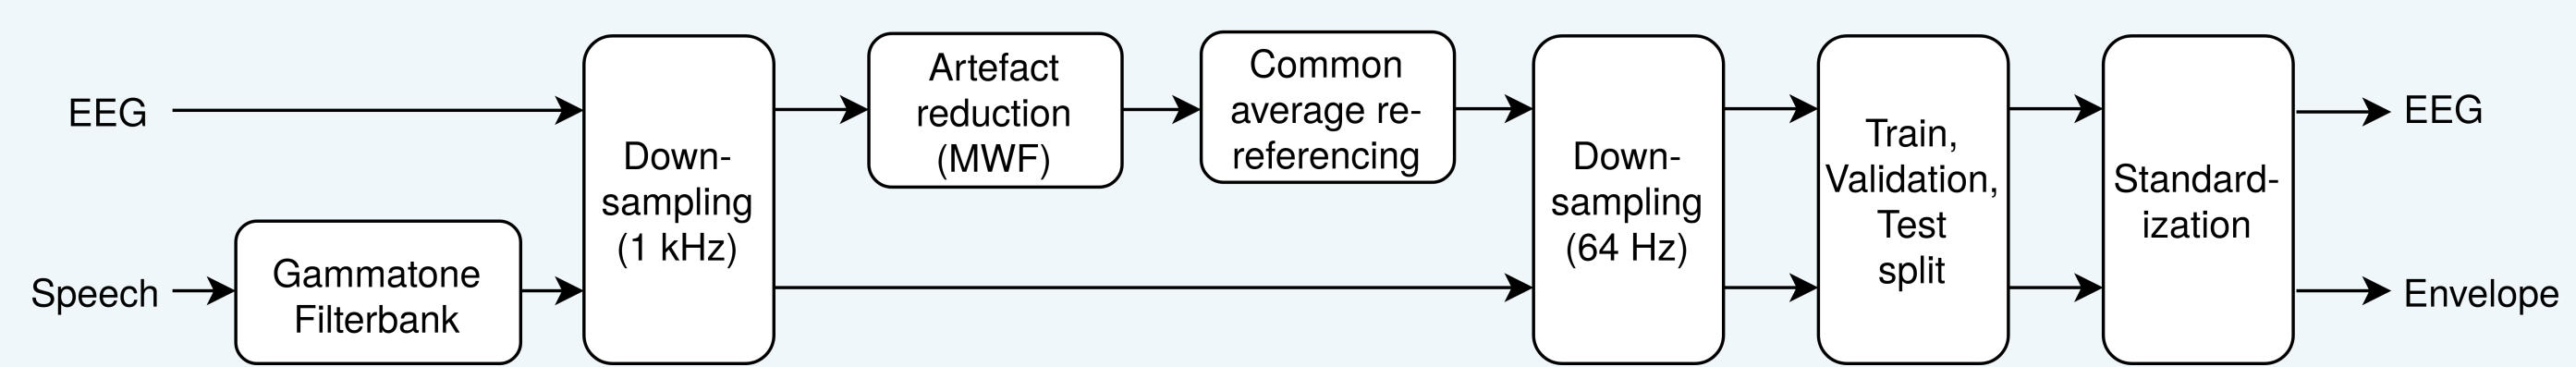 EEG
Speech
Gammatone
Filterbank
Down-
sampling
(1 kHz)
Artefact
reduction
(MWF)
Common
average re-
referencing
Down-
sampling
(64 Hz)
Train,
Validation,
Test
split
Standard-
ization
EEG
Envelope